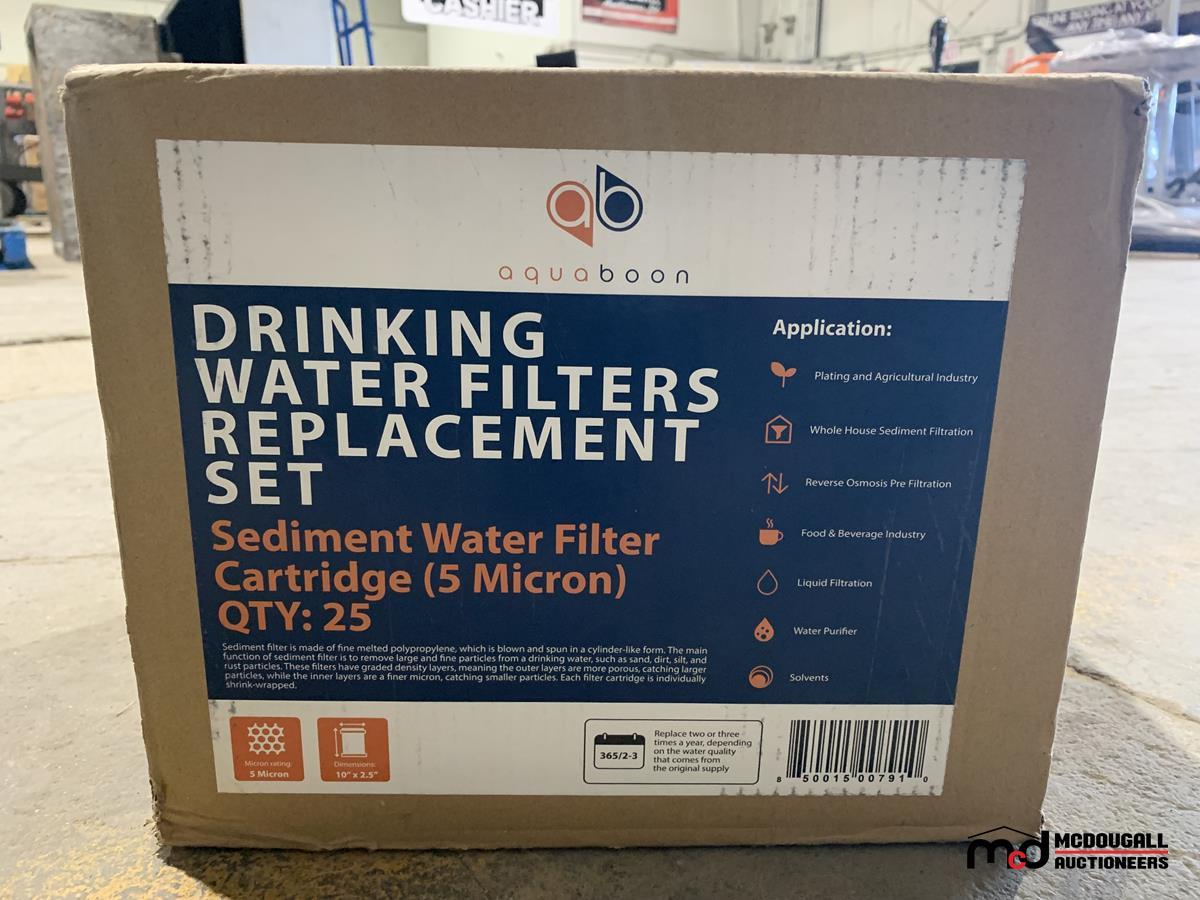 CASHIER.
ab
aquaboon
DRINKING
WATER FILTERS
REPLACEMENT
SET
Sediment Water Filter
Cartridge (5 Micron)
QTY: 25
Sediment filter is made of fine melted polypropylene, which is blown and spun in a cylinder-like form. The main
function of sediment filter is to remove large and fine particles from a drinking water, such as sand, dirt, silt, and
rust particles. These filters have graded density layers, meaning the outer layers are more porous, catching larger
particles, while the inner layers are a finer micron, catching smaller particles. Each filter cartridge is individually
shrink-wrapped.
Application:
Plating and Agricultural Industry
Whole House Sediment Filtration
Reverse Osmosis Pre Filtration
Food & Beverage Industry
Liquid Filtration
Water Purifier
Solvents
Micron rating:
5 Micron
Dimensions:
10" x 2.5"
365/2-3
Replace two or three
times a year, depending
on the water quality
that comes from
the original supply
8 50015 00791 0
mcd
MCDOUGALL
AUCTIONEERS